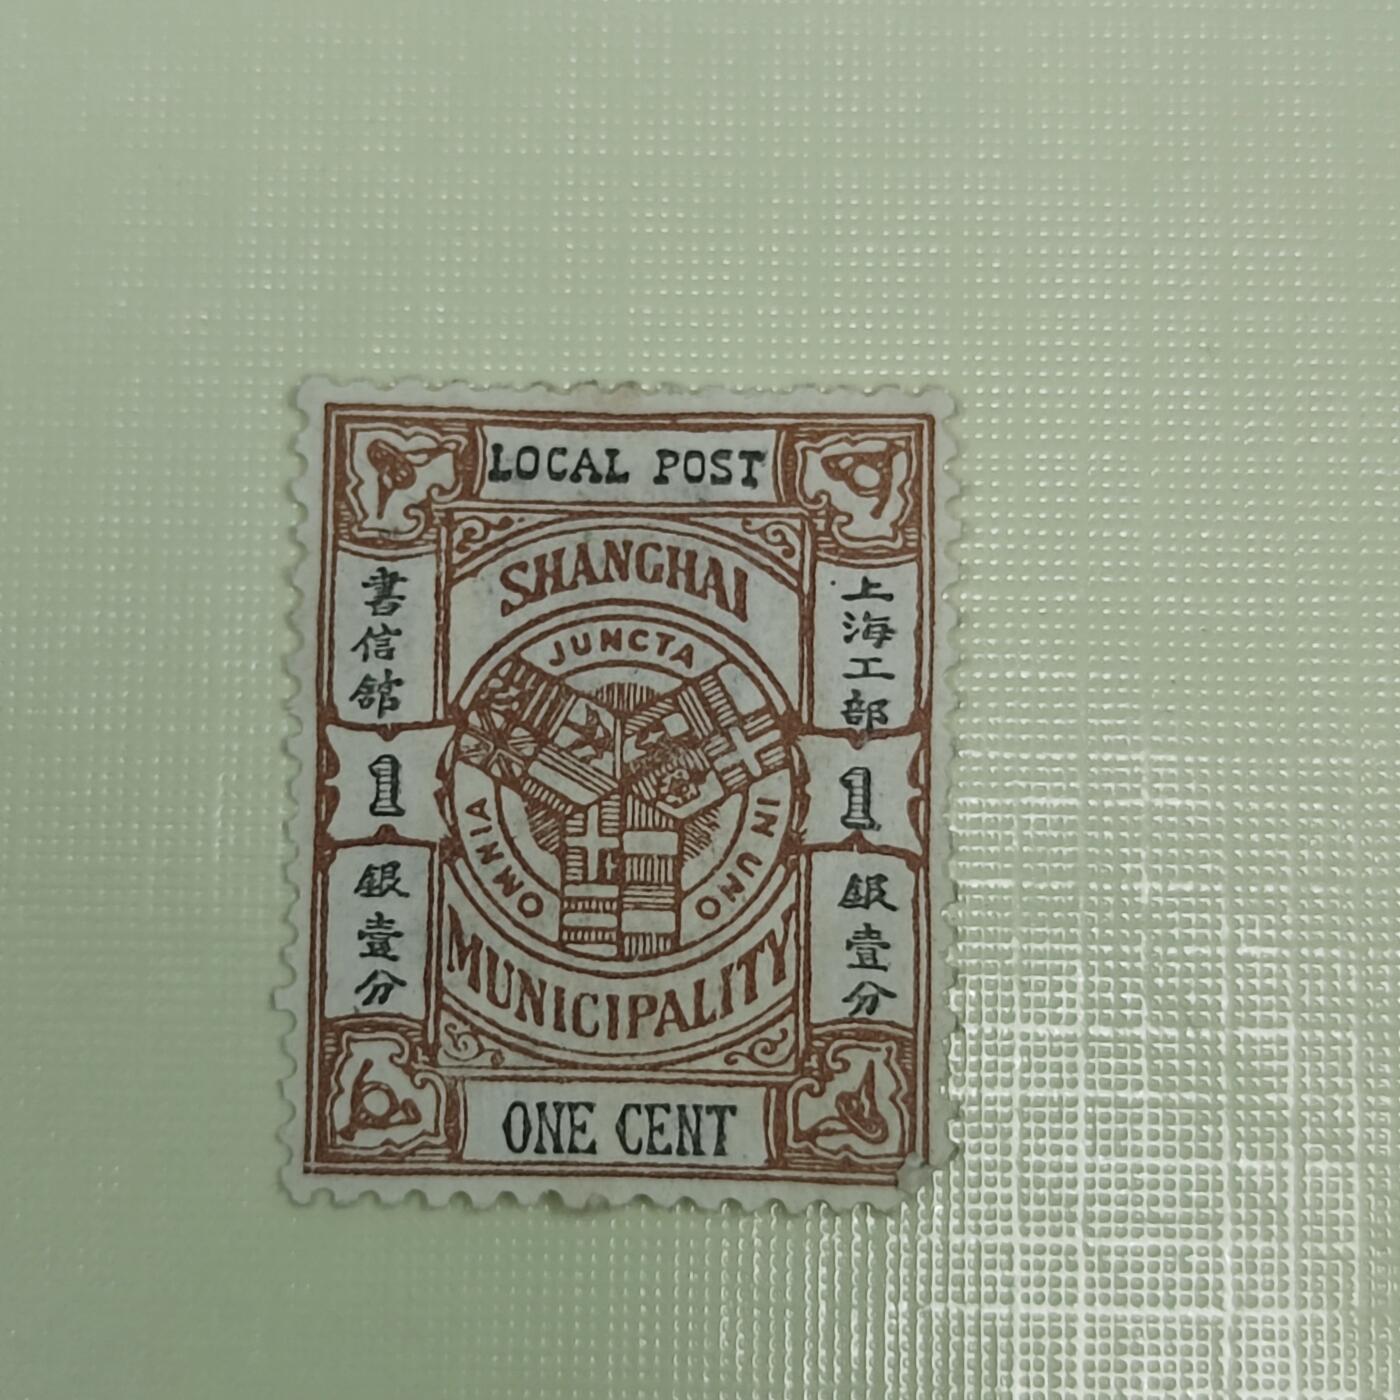 LOCAL POST
SHANGHAI
JUNCTA
IN UNO
OMNIA
上海工部
書信館
1
1
銀壹分
銀壹分
MUNICIPALITY
ONE CENT